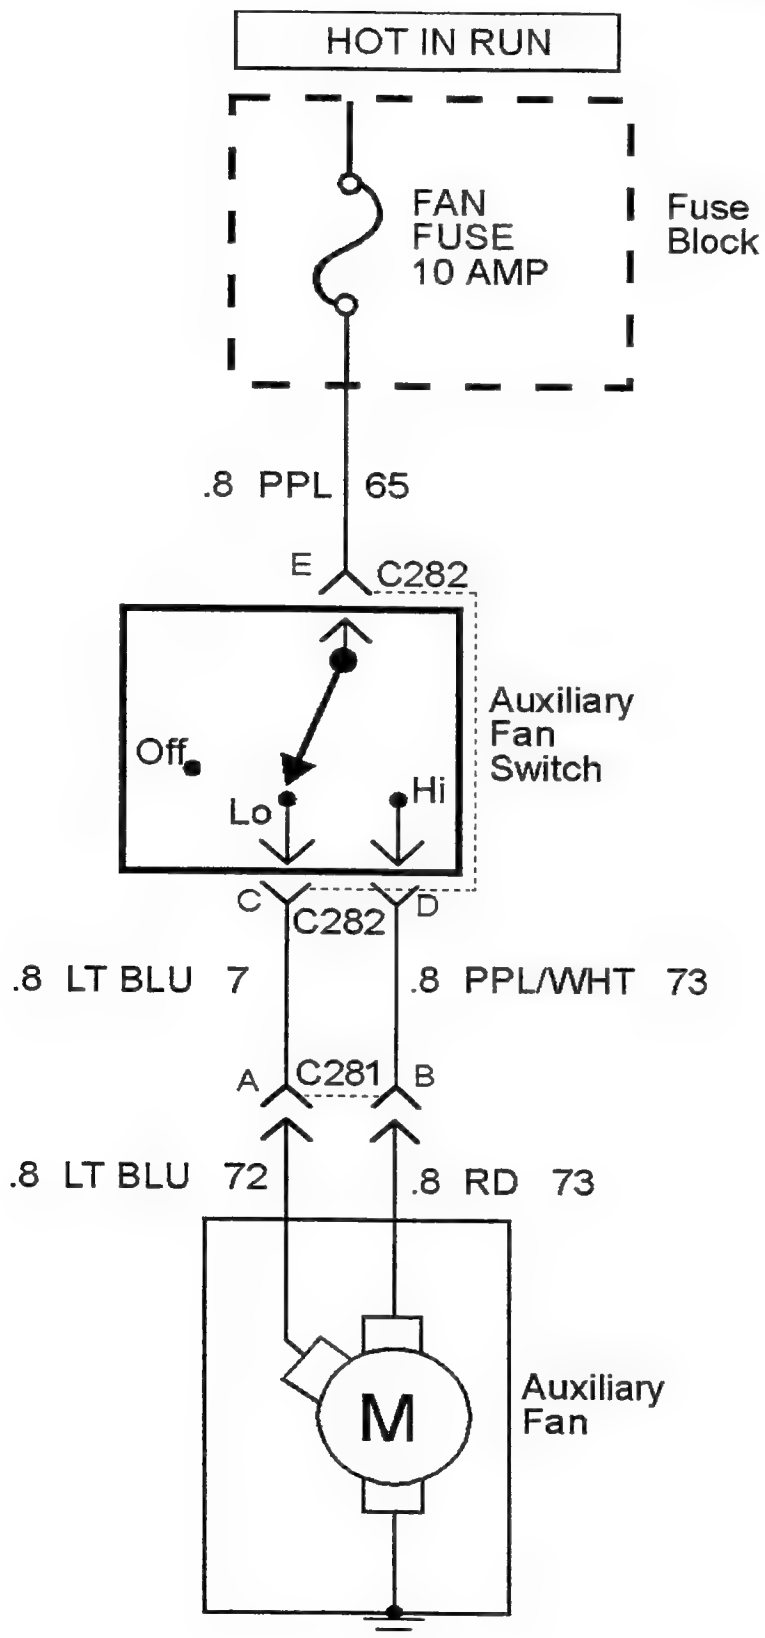 HOT IN RUN
FAN
FUSE
10 AMP
Fuse
Block
.8 PPL 65
E
C282
Auxiliary
Fan
Switch
Off
Lo
Hi
C
C282
D
.8 LT BLU 7
.8 PPL/WHT 73
A
C281
B
.8 LT BLU 72
.8 RD 73
M
Auxiliary
Fan